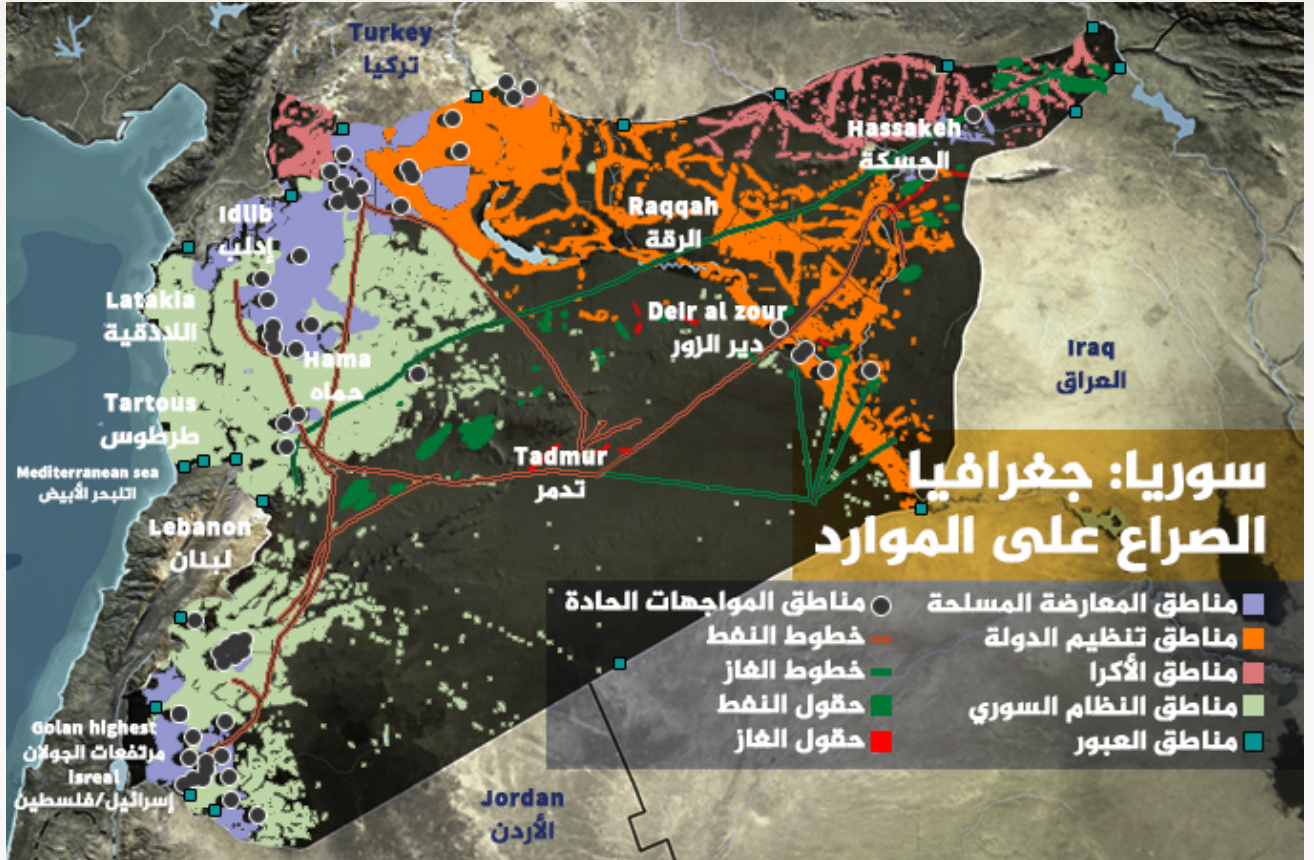 Turkey
تركيا
Hassakeh
الحسكة
Idlib
إدلب
Raqqah
الرقة
Latakia
اللاذقية
Deir al zour
دير الزور
Hama
حماه
Iraq
العراق
Tartous
طرطوس
Tadmur
تدمر
Mediterranean sea
اتلبحر الأبيض
Lebanon
لبنان
سوريا: جغرافيا
الصراع على الموارد
مناطق المعارضة المسلحة
مناطق تنظيم الدولة
مناطق الأكرا
مناطق النظام السوري
مناطق العبور
مناطق المواجهات الحادة
خطوط النفط
خطوط الغاز
حقول النفط
حقول الغاز
Golan highest
مرتفعات الجولان
Isreal
إسرائيل/فلسطين
Jordan
الأردن